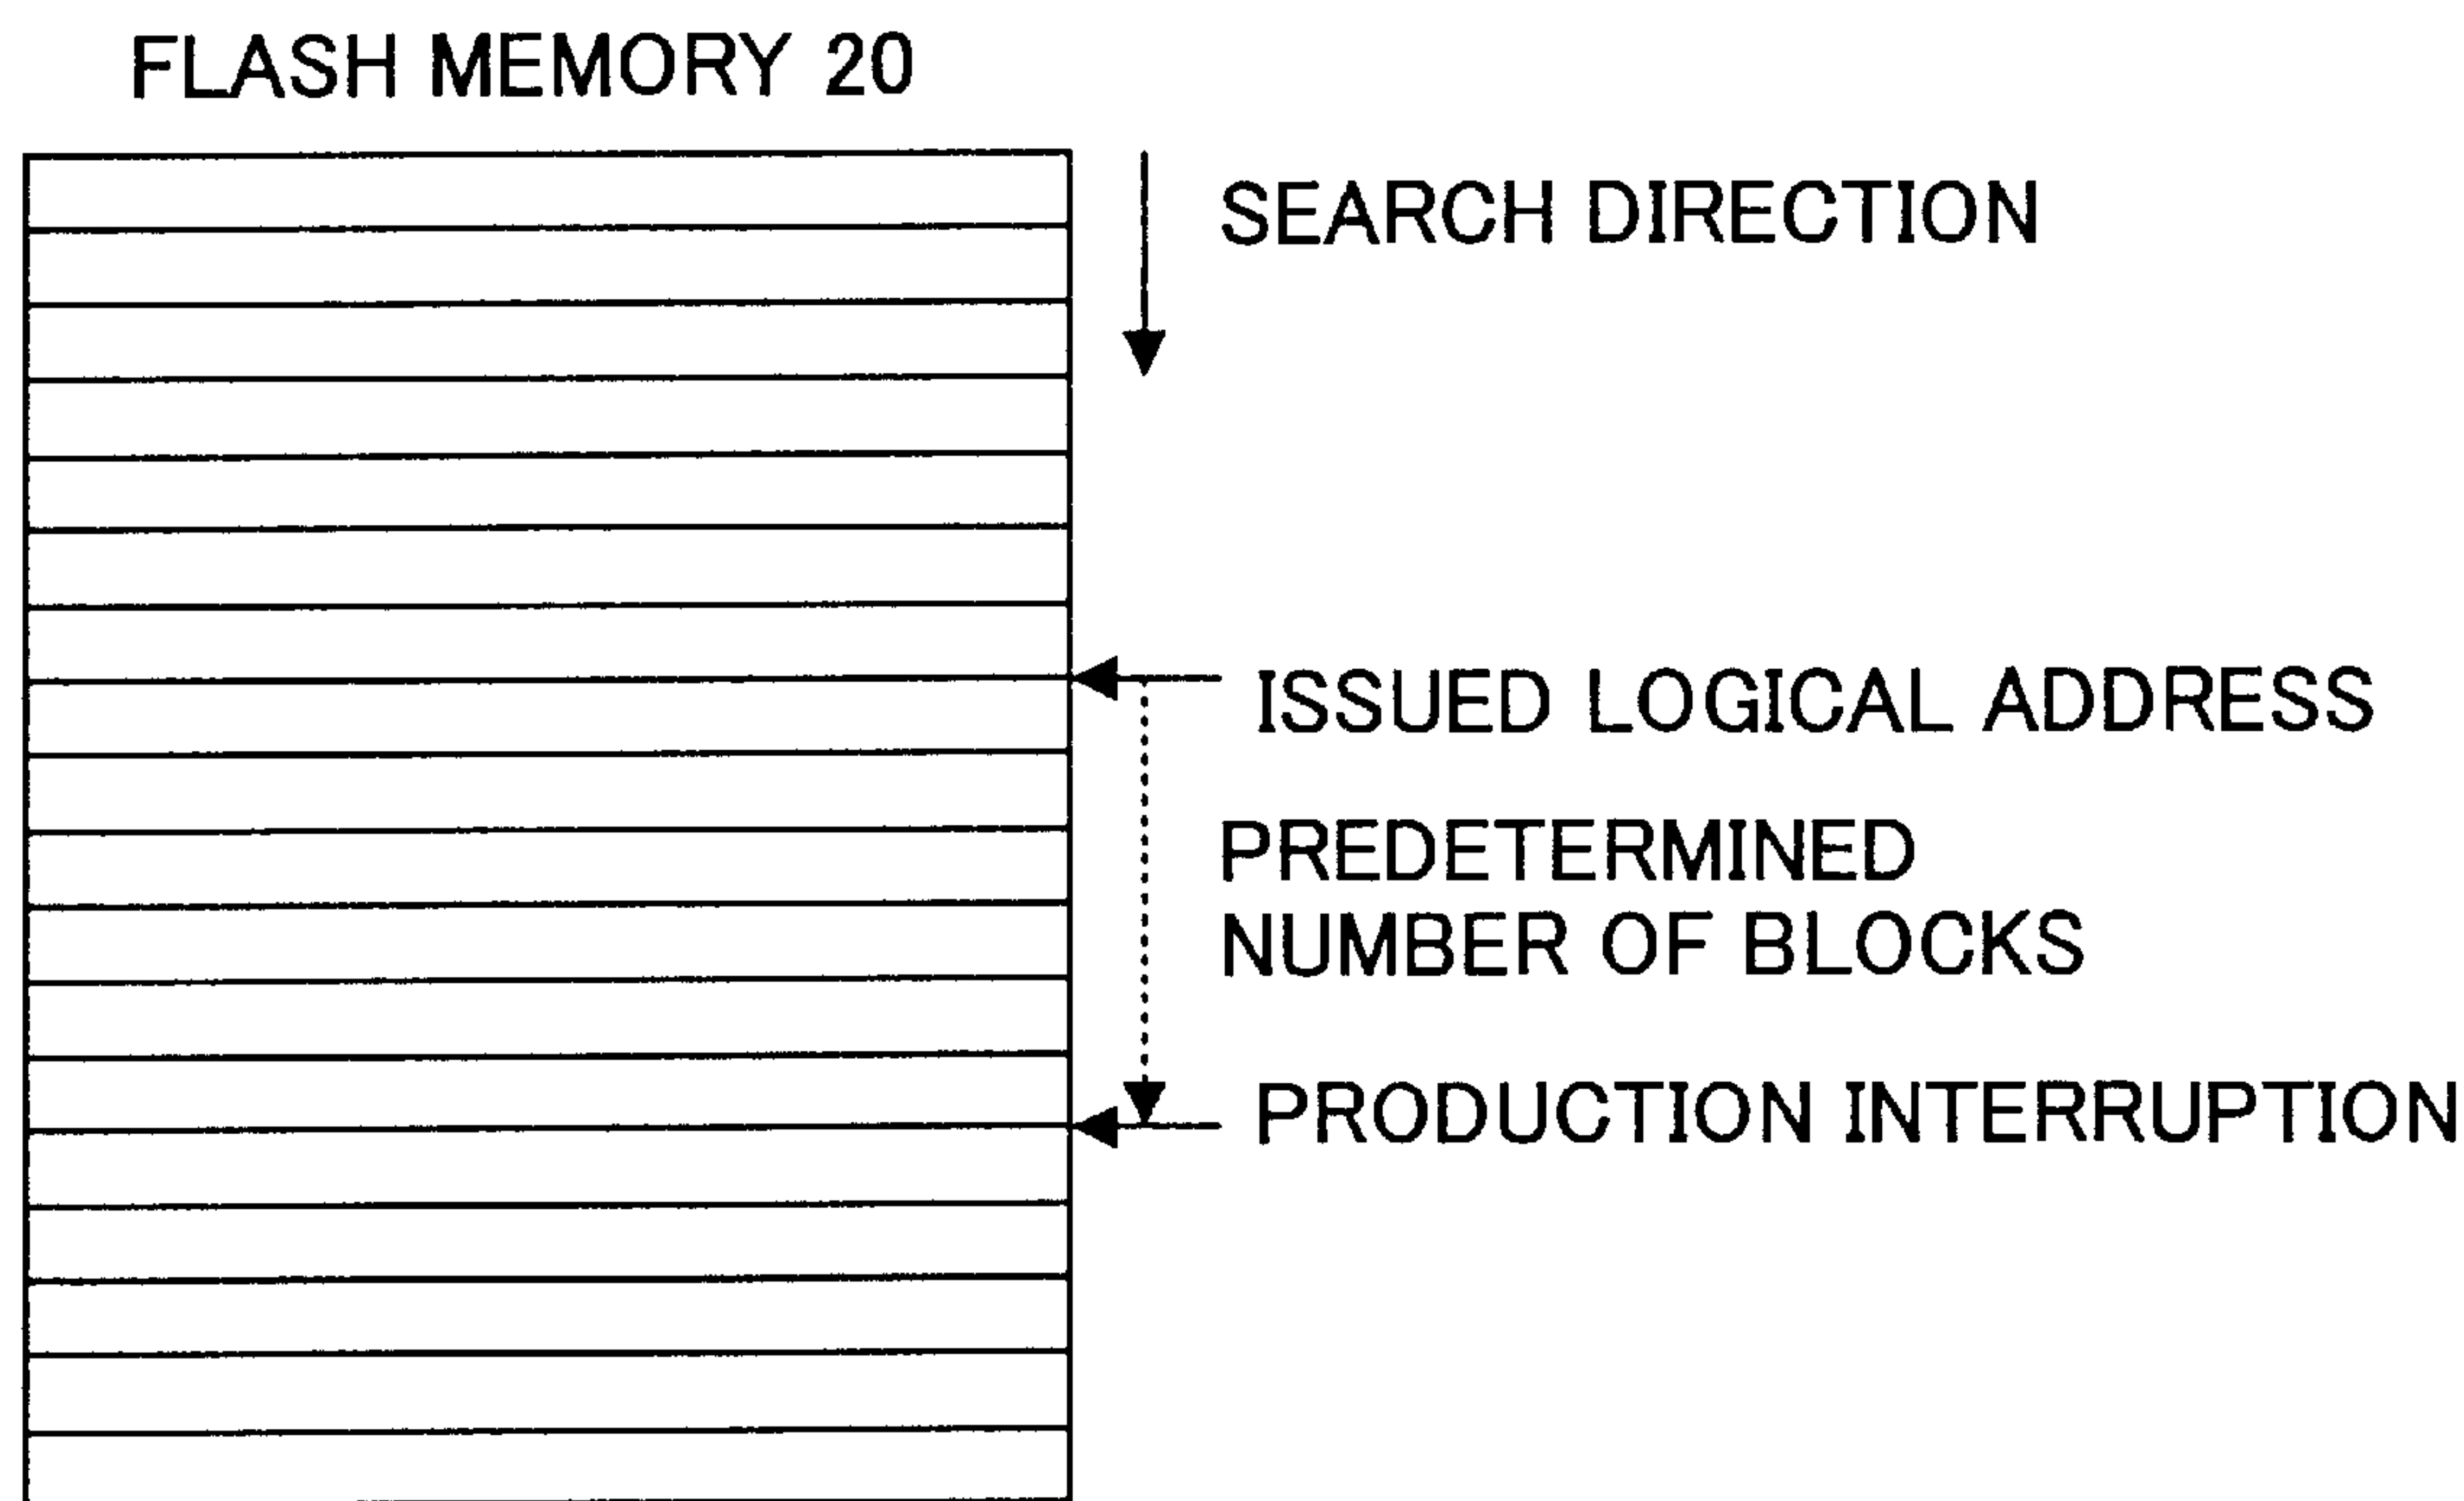 FLASH MEMORY 20
SEARCH DIRECTION
ISSUED LOGICAL ADDRESS
PREDETERMINED
NUMBER OF BLOCKS
PRODUCTION INTERRUPTION